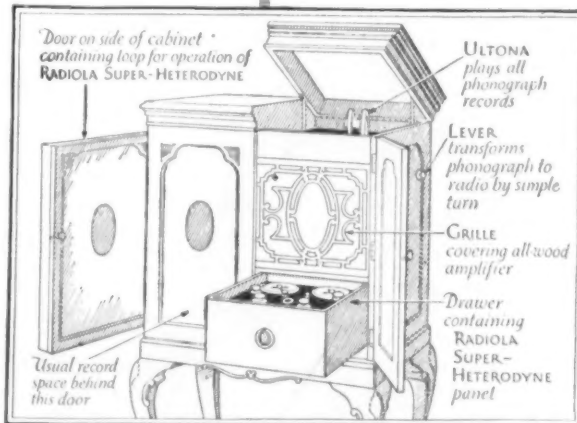 Door on side of cabinet
containing loop for operation of
RADIOLA SUPER-HETERODYNE
ULTONA
plays all
phonograph
records
LEVER
transforms
phonograph to
radio by simple
turn
GRILLE
covering all-wood
amplifier
Drawer
containing
RADIOLA
SUPER-
HETERODYNE
panel
Usual record
space behind
this door